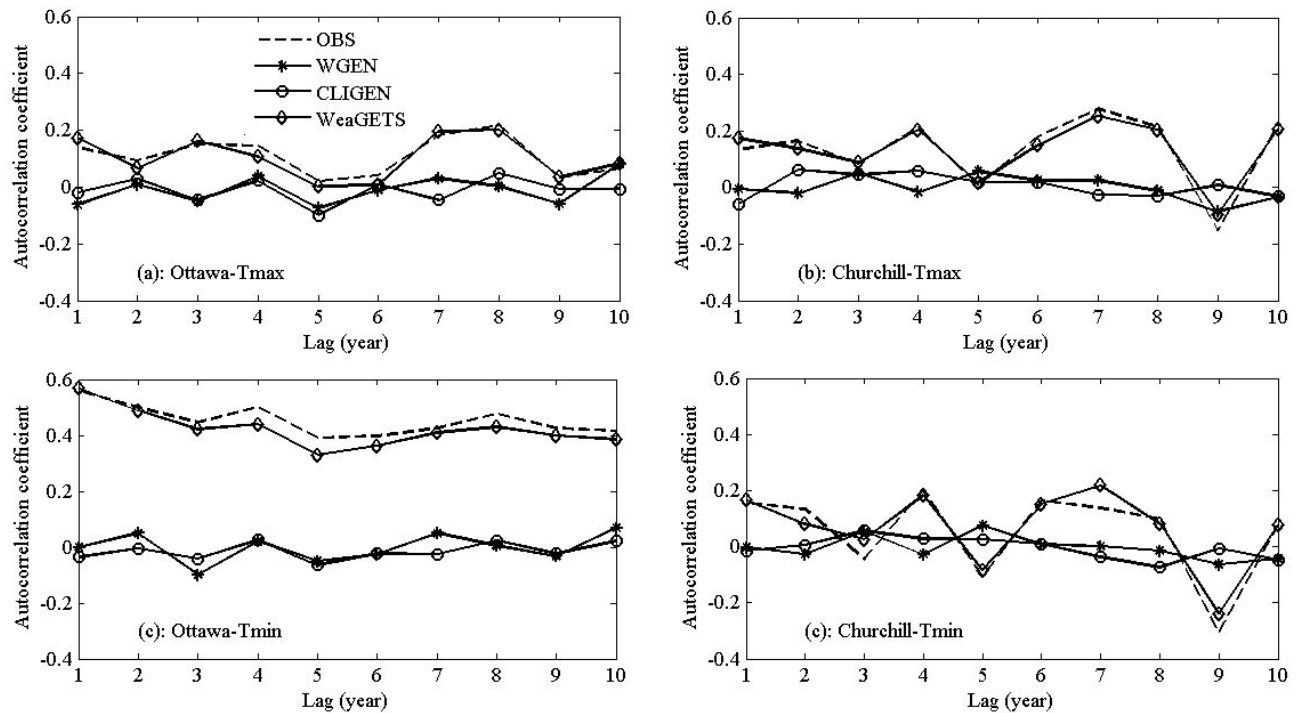 0.6
0.4
0.2
0
-0.2
-0.4
Autocorrelation coefficient
OBS
WGEN
CLIGEN
WeaGETS
(a): Ottawa-Tmax
1 2 3 4 5 6 7 8 9 10
Lag (year)
0.6
0.4
0.2
0
-0.2
-0.4
Autocorrelation coefficient
(b): Churchill-Tmax
1 2 3 4 5 6 7 8 9 10
Lag (year)
0.6
0.4
0.2
0
-0.2
-0.4
Autocorrelation coefficient
(c): Ottawa-Tmin
1 2 3 4 5 6 7 8 9 10
Lag (year)
0.6
0.4
0.2
0
-0.2
-0.4
Autocorrelation coefficient
(c): Churchill-Tmin
1 2 3 4 5 6 7 8 9 10
Lag (year)